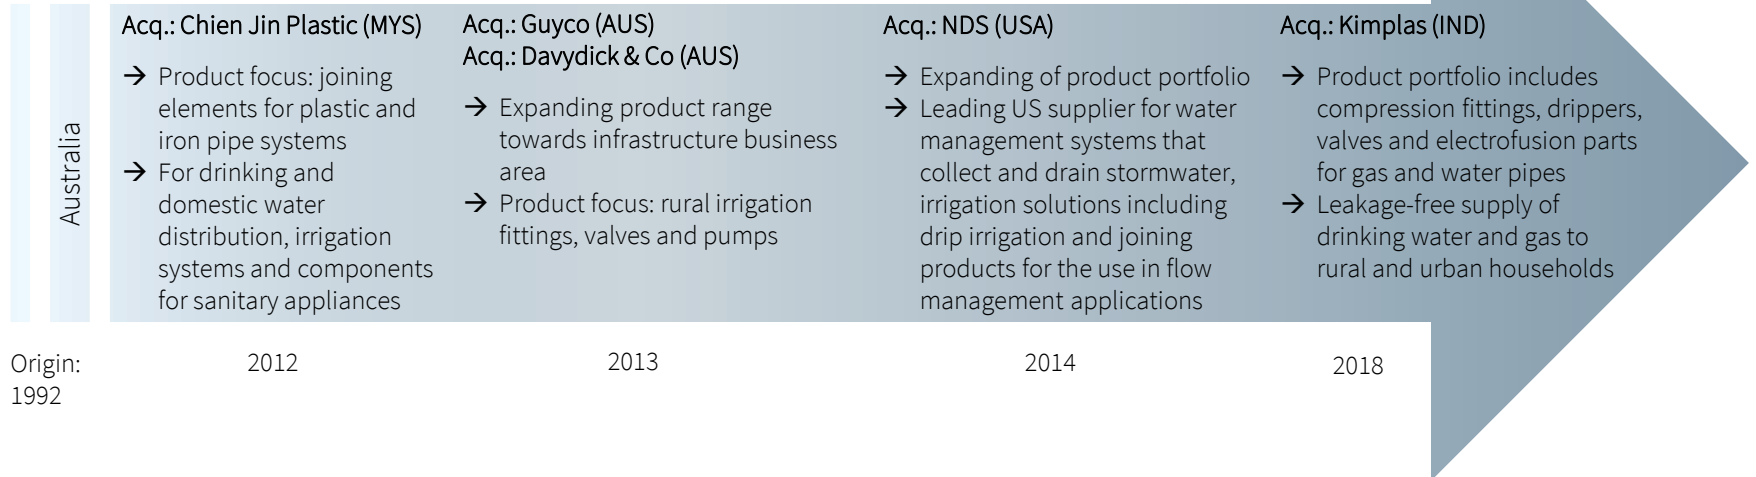 Australia
Acq.: Chien Jin Plastic (MYS)
→ Product focus: joining
elements for plastic and
iron pipe systems
→ For drinking and
domestic water
distribution, irrigation
systems and components
for sanitary appliances
Acq.: Guyco (AUS)
Acq.: Davydick & Co (AUS)
→ Expanding product range
towards infrastructure business
area
→ Product focus: rural irrigation
fittings, valves and pumps
Acq.: NDS (USA)
→ Expanding of product portfolio
→ Leading US supplier for water
management systems that
collect and drain stormwater,
irrigation solutions including
drip irrigation and joining
products for the use in flow
management applications
Acq.: Kimplas (IND)
→ Product portfolio includes
compression fittings, drippers,
valves and electrofusion parts
for gas and water pipes
→ Leakage-free supply of
drinking water and gas to
rural and urban households
Origin:
1992
2012
2013
2014
2018